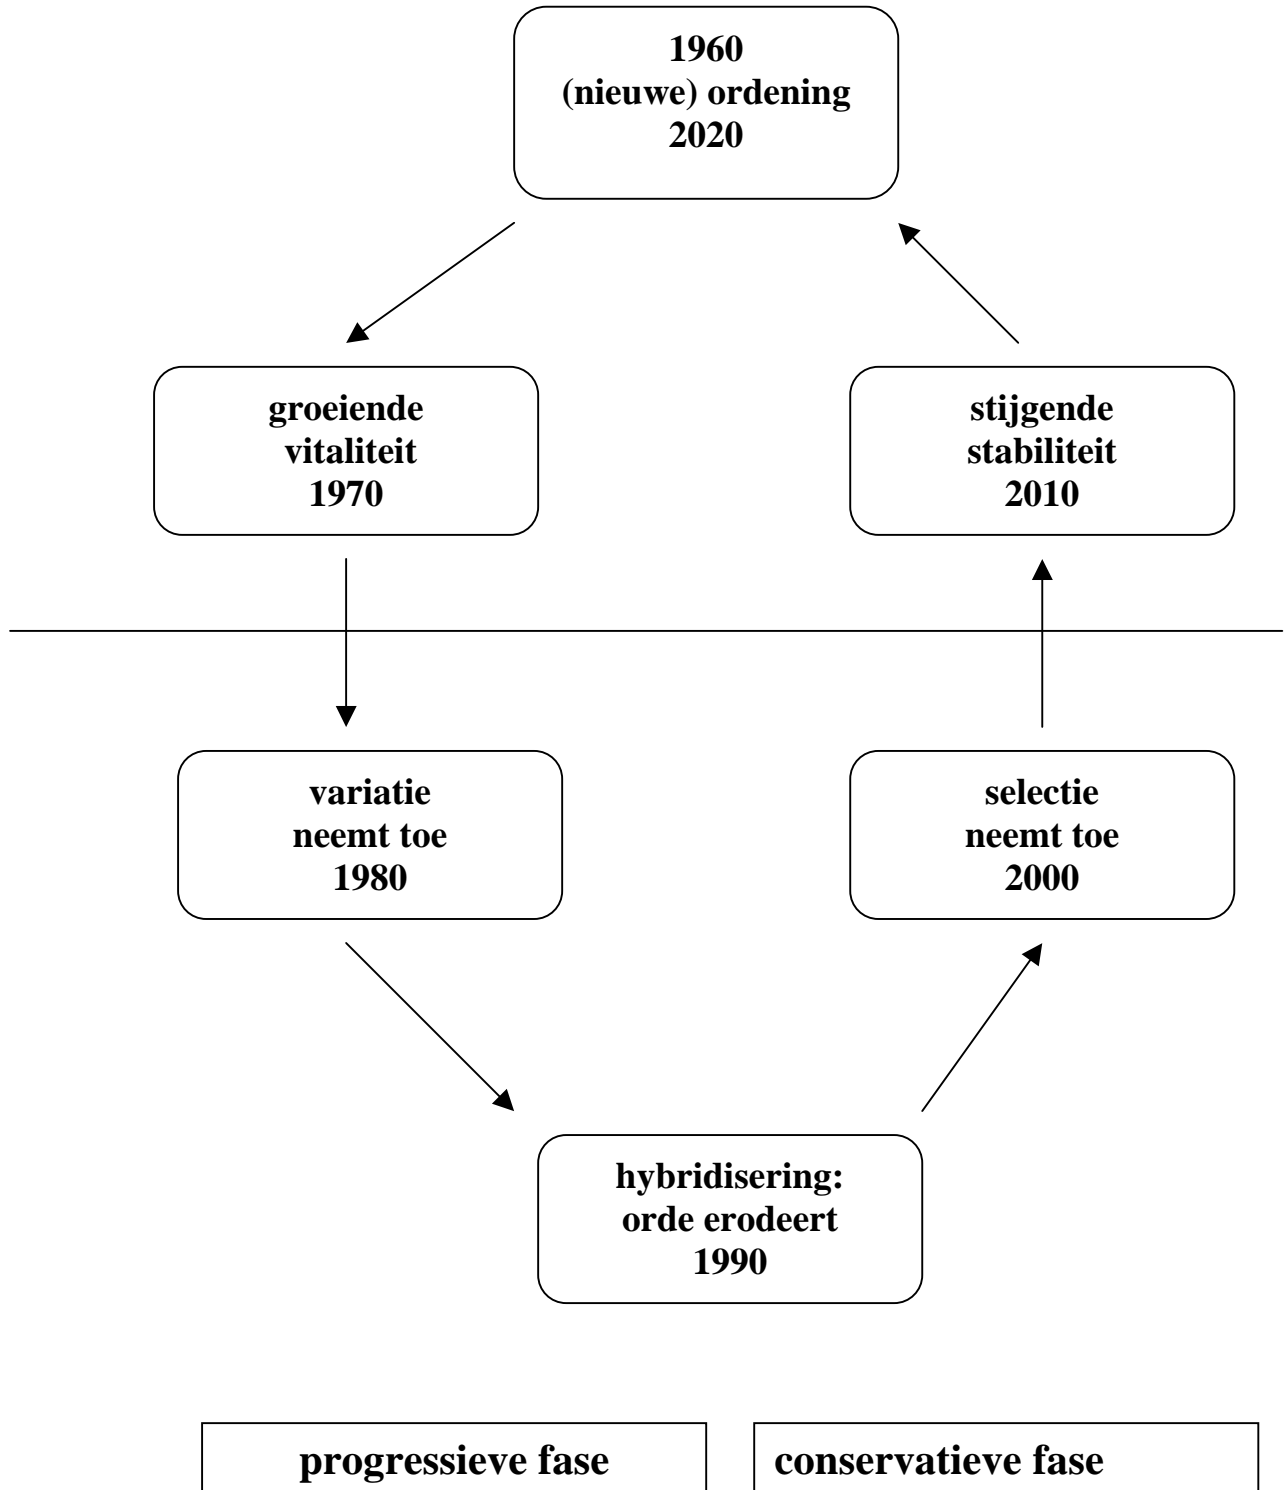 1960
(nieuwe) ordening
2020
groeiende
vitaliteit
1970
stijgende
stabiliteit
2010
variatie
neemt toe
1980
selectie
neemt toe
2000
hybridisering:
orde erodeert
1990
progressieve fase
conservatieve fase